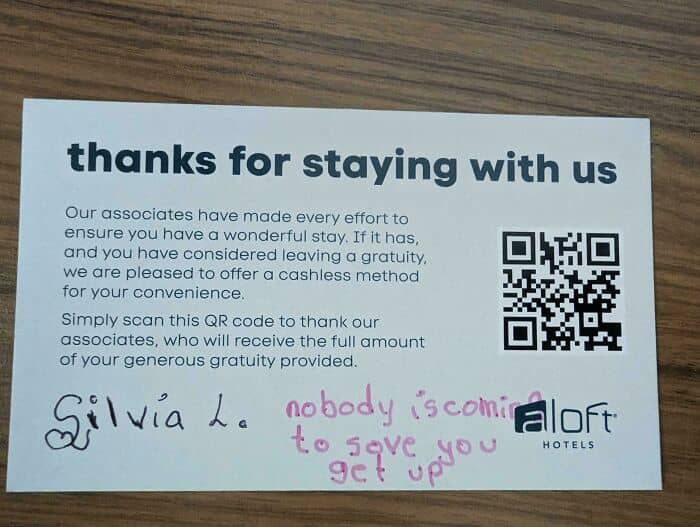 thanks for staying with us
Our associates have made every effort to
ensure you have a wonderful stay. If it has,
and you have considered leaving a gratuity,
we are pleased to offer a cashless method
for your convenience.
Simply scan this QR code to thank our
associates, who will receive the full amount
of your generous gratuity provided.
Silvia L.
nobody is coming
to save you
get up
aloft
HOTELS